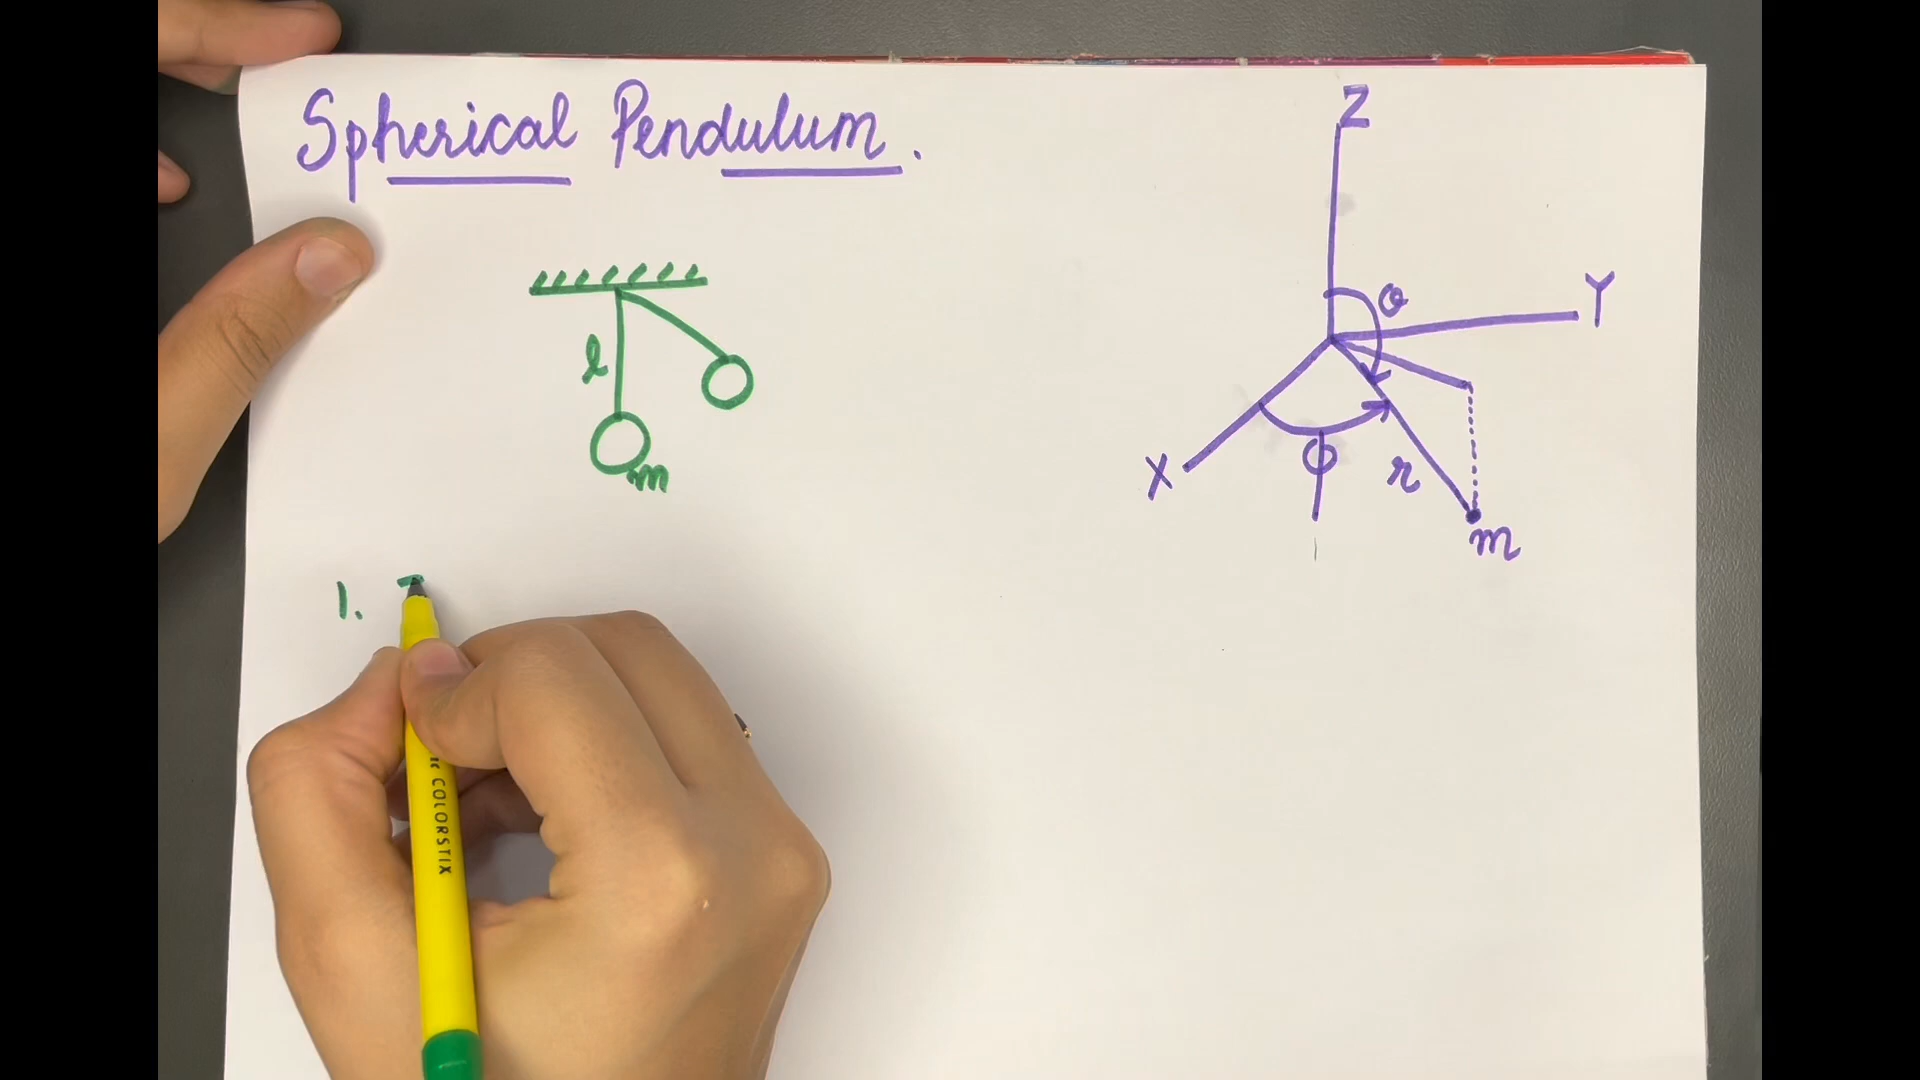 Spherical Pendulum.
l
m
Z
Y
X
θ
φ
r
m
1.
COLORSTIX